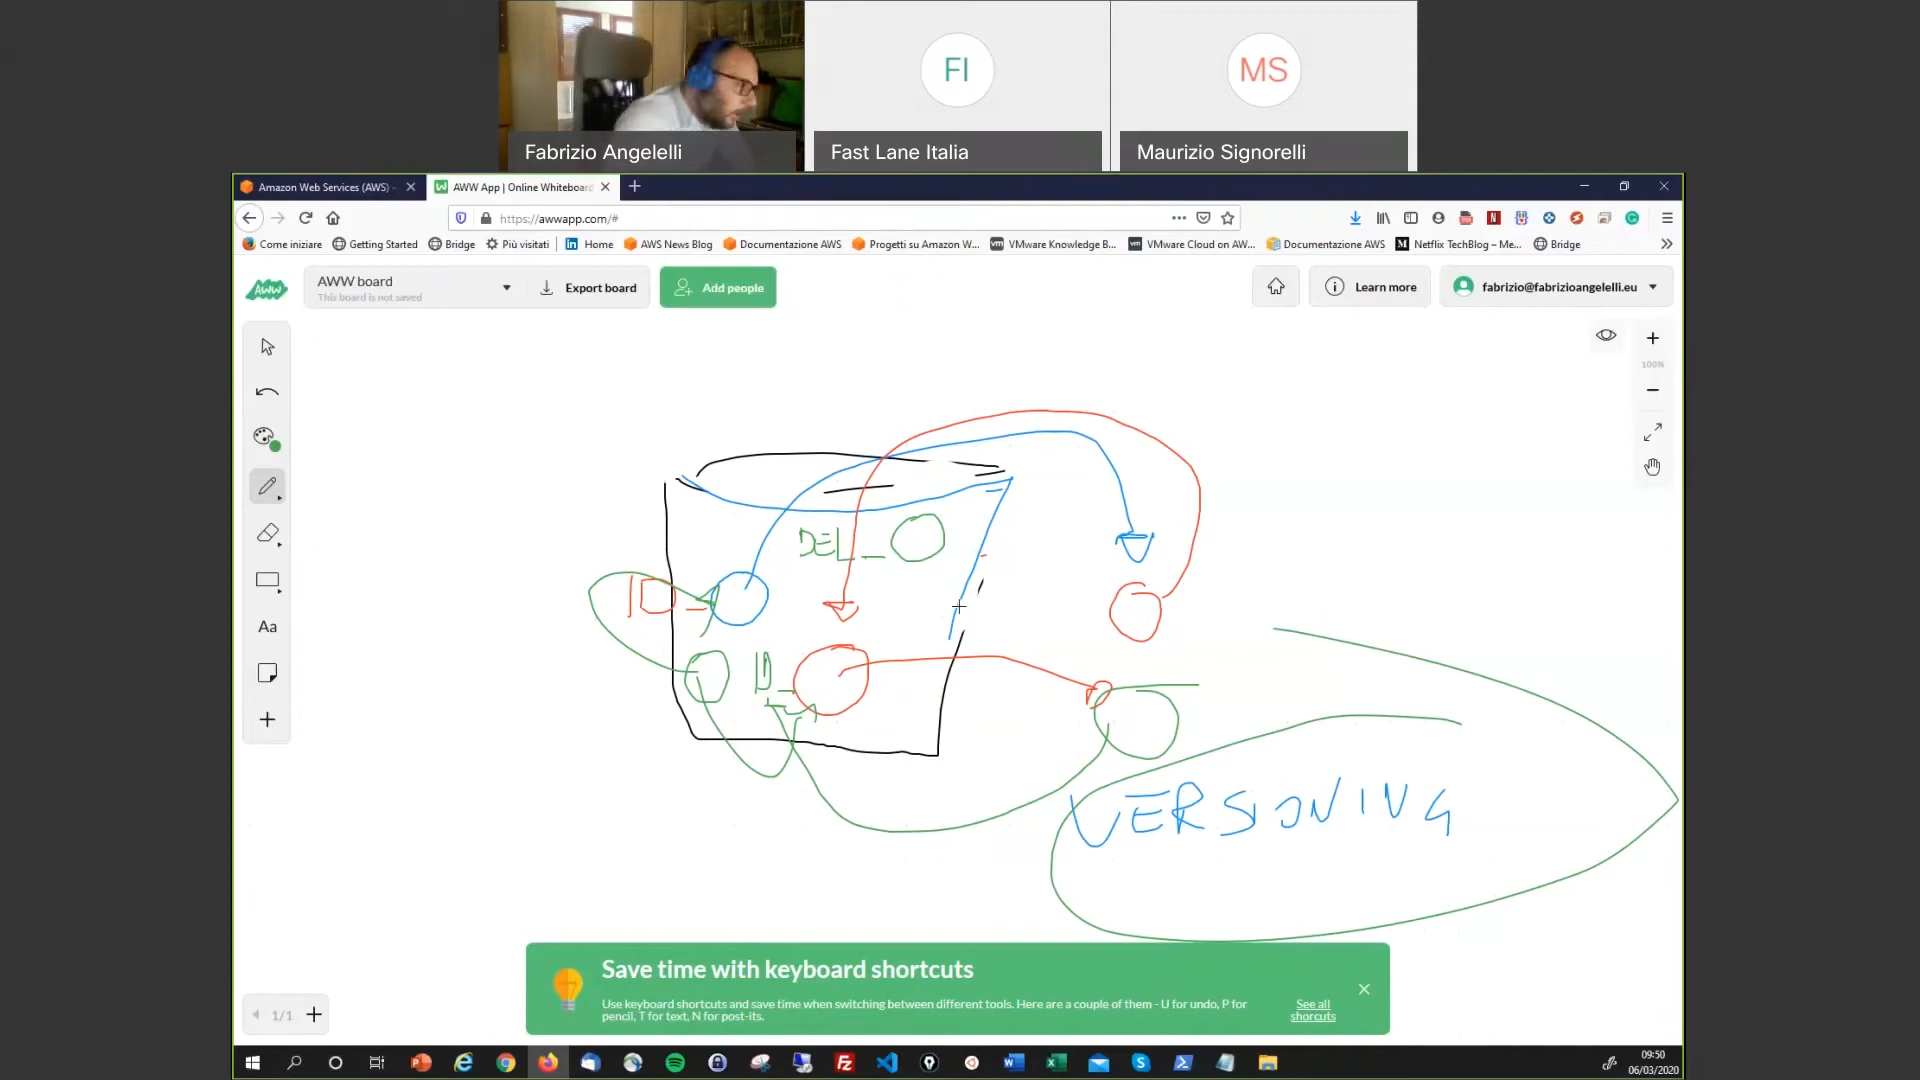 FI
MS
Fabrizio Angelelli
Fast Lane Italia
Maurizio Signorelli
Amazon Web Services (AWS) -
AWW App | Online Whiteboard
https://awwapp.com/#
Come iniziare
Getting Started
Bridge
Più visitati
Home
AWS News Blog
Documentazione AWS
Progetti su Amazon W...
VMware Knowledge B...
VMware Cloud on AW...
Documentazione AWS
Netflix TechBlog – Me...
Bridge
AWW
AWW board
This board is not saved
Export board
Add people
Learn more
fabrizio@fabrizioangelelli.eu
100%
Aa
DEL_
ID_
ID_
VERSIONING
Save time with keyboard shortcuts
Use keyboard shortcuts and save time when switching between different tools. Here are a couple of them - U for undo, P for
pencil, T for text, N for post-its.
See all
shorcuts
1/1
09:50
06/03/2020